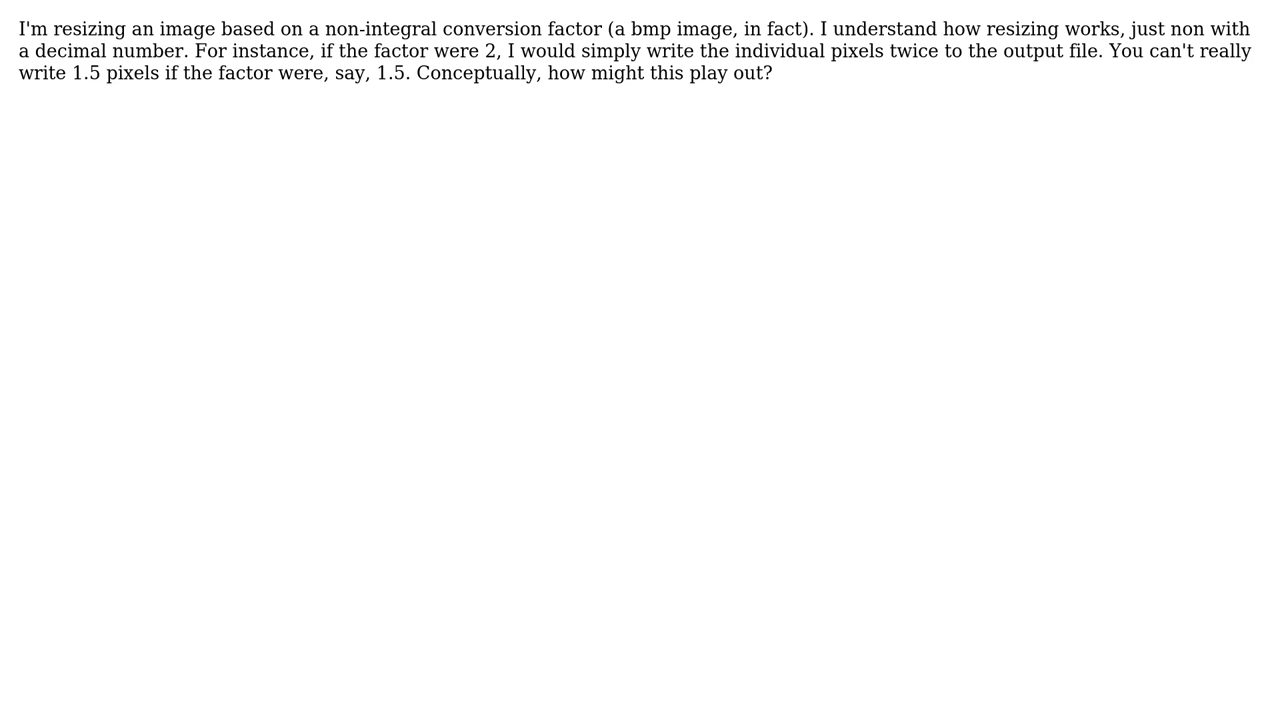 I'm resizing an image based on a non-integral conversion factor (a bmp image, in fact). I understand how resizing works, just non with
a decimal number. For instance, if the factor were 2, I would simply write the individual pixels twice to the output file. You can't really
write 1.5 pixels if the factor were, say, 1.5. Conceptually, how might this play out?